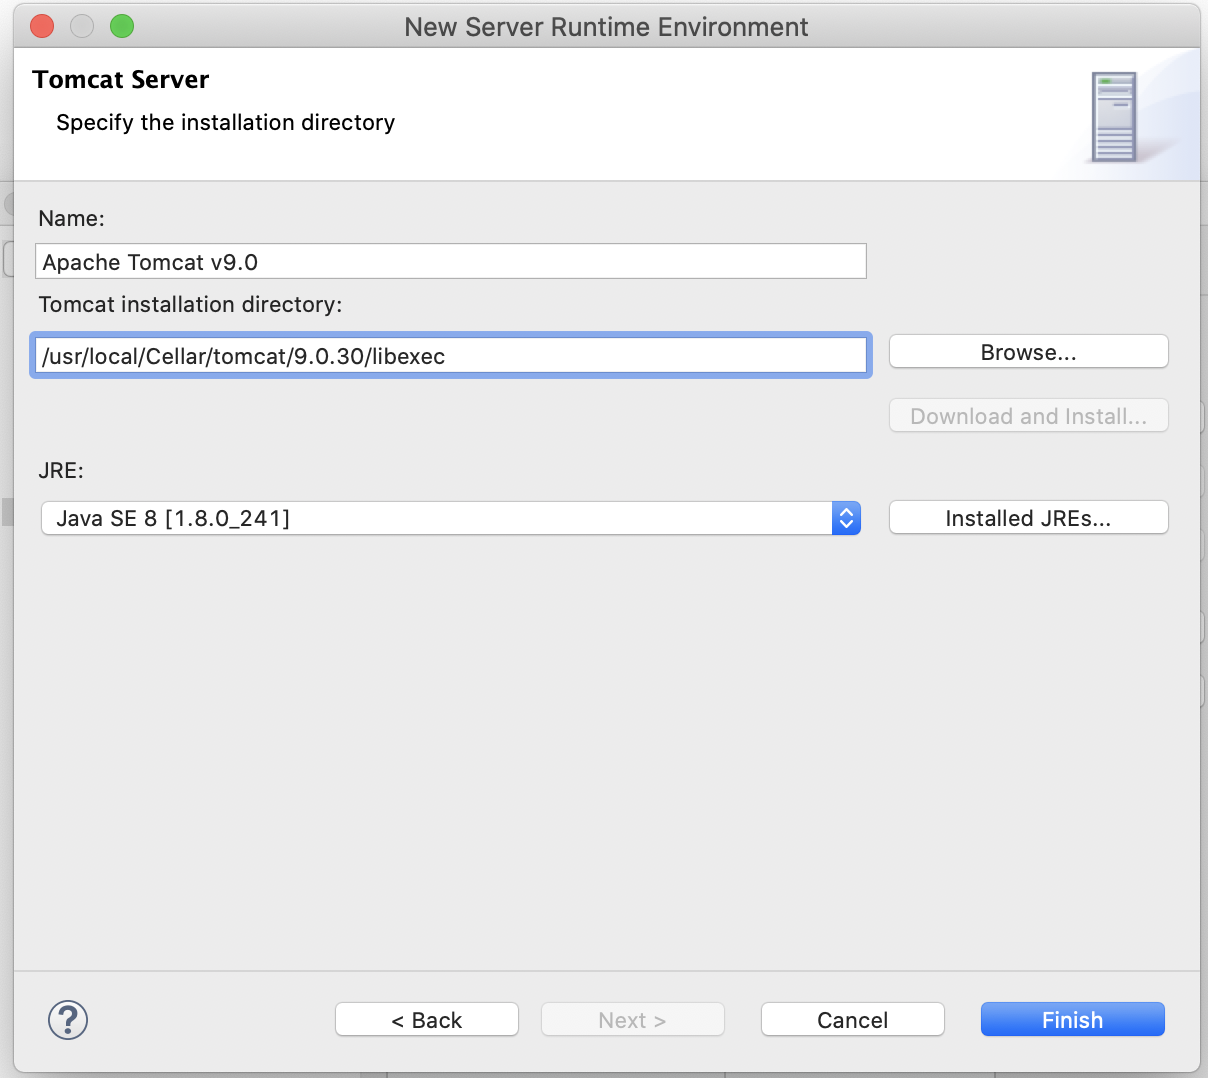 New Server Runtime Environment
Tomcat Server
Specify the installation directory
Name:
Apache Tomcat v9.0
Tomcat installation directory:
/usr/local/Cellar/tomcat/9.0.30/libexec
Browse...
Download and Install...
JRE:
Java SE 8 [1.8.0_241]
Installed JREs...
?
< Back
Next >
Cancel
Finish